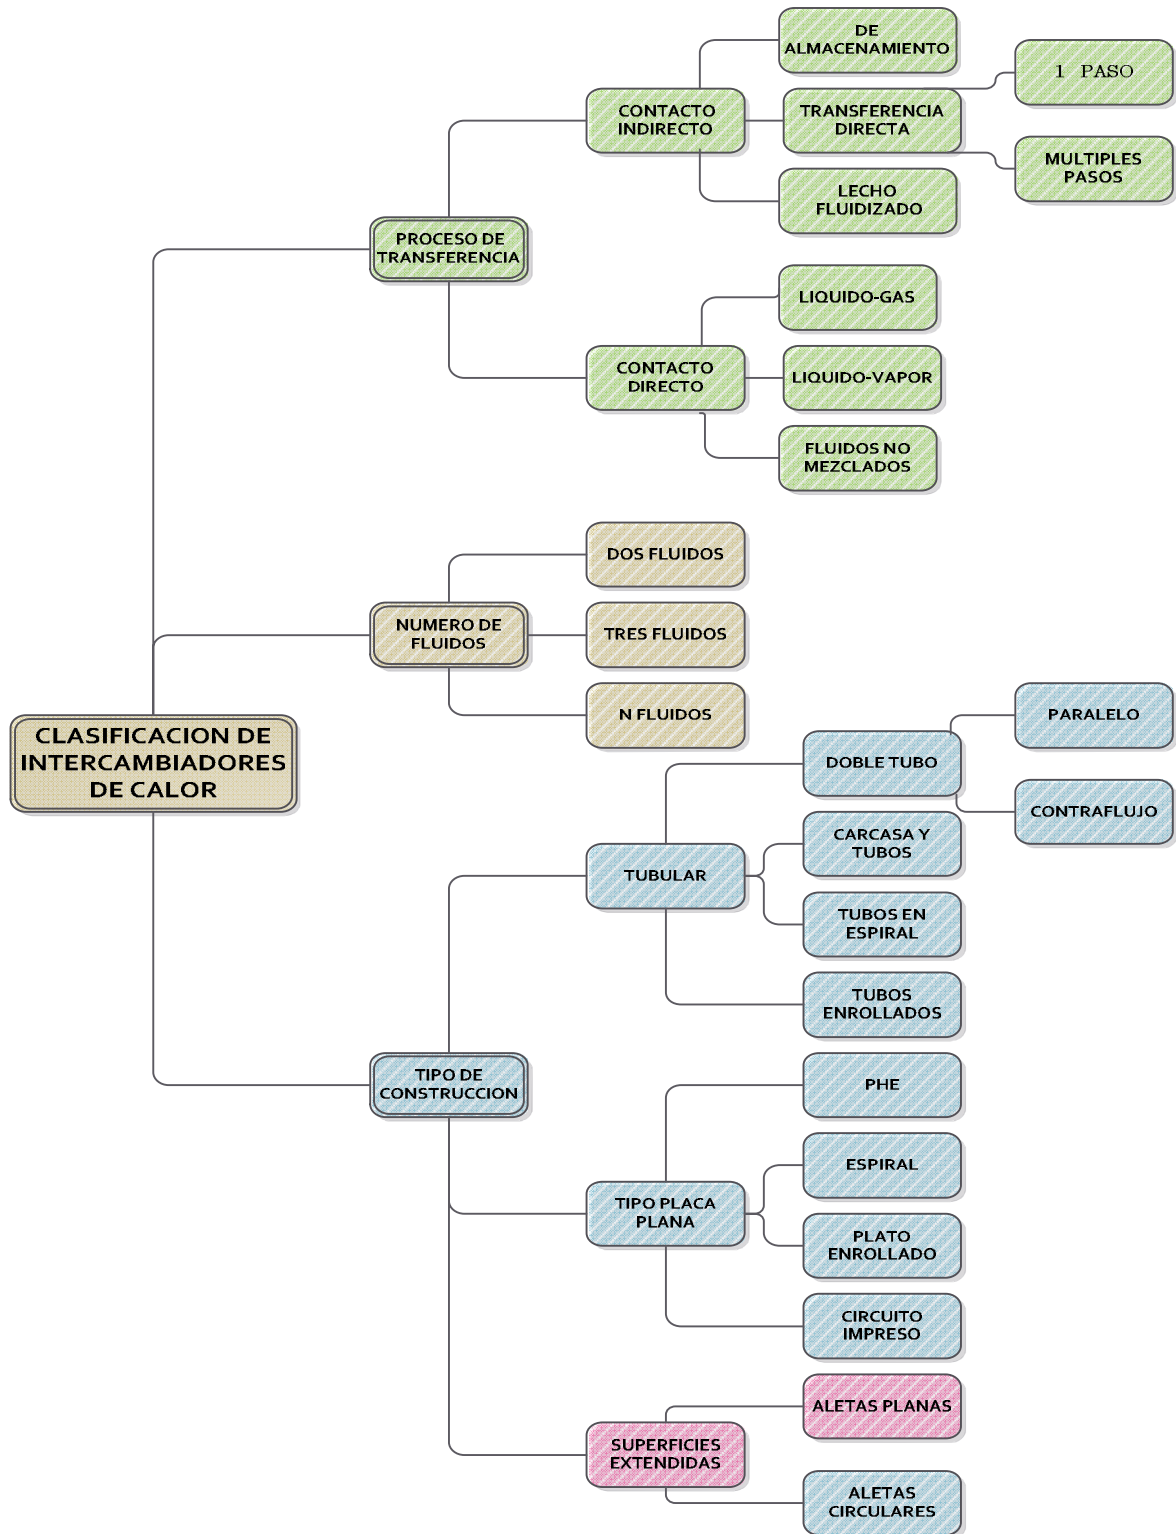 DE
ALMACENAMIENTO
1 PASO
CONTACTO
INDIRECTO
TRANSFERENCIA
DIRECTA
MULTIPLES
PASOS
LECHO
FLUIDIZADO
PROCESO DE
TRANSFERENCIA
LIQUIDO-GAS
CONTACTO
DIRECTO
LIQUIDO-VAPOR
FLUIDOS NO
MEZCLADOS
DOS FLUIDOS
NUMERO DE
FLUIDOS
TRES FLUIDOS
N FLUIDOS
CLASIFICACION DE
INTERCAMBIADORES
DE CALOR
PARALELO
DOBLE TUBO
CONTRAFLUJO
CARCASA Y
TUBOS
TUBULAR
TUBOS EN
ESPIRAL
TUBOS
ENROLLADOS
TIPO DE
CONSTRUCCION
PHE
ESPIRAL
TIPO PLACA
PLANA
PLATO
ENROLLADO
CIRCUITO
IMPRESO
ALETAS PLANAS
SUPERFICIES
EXTENDIDAS
ALETAS
CIRCULARES